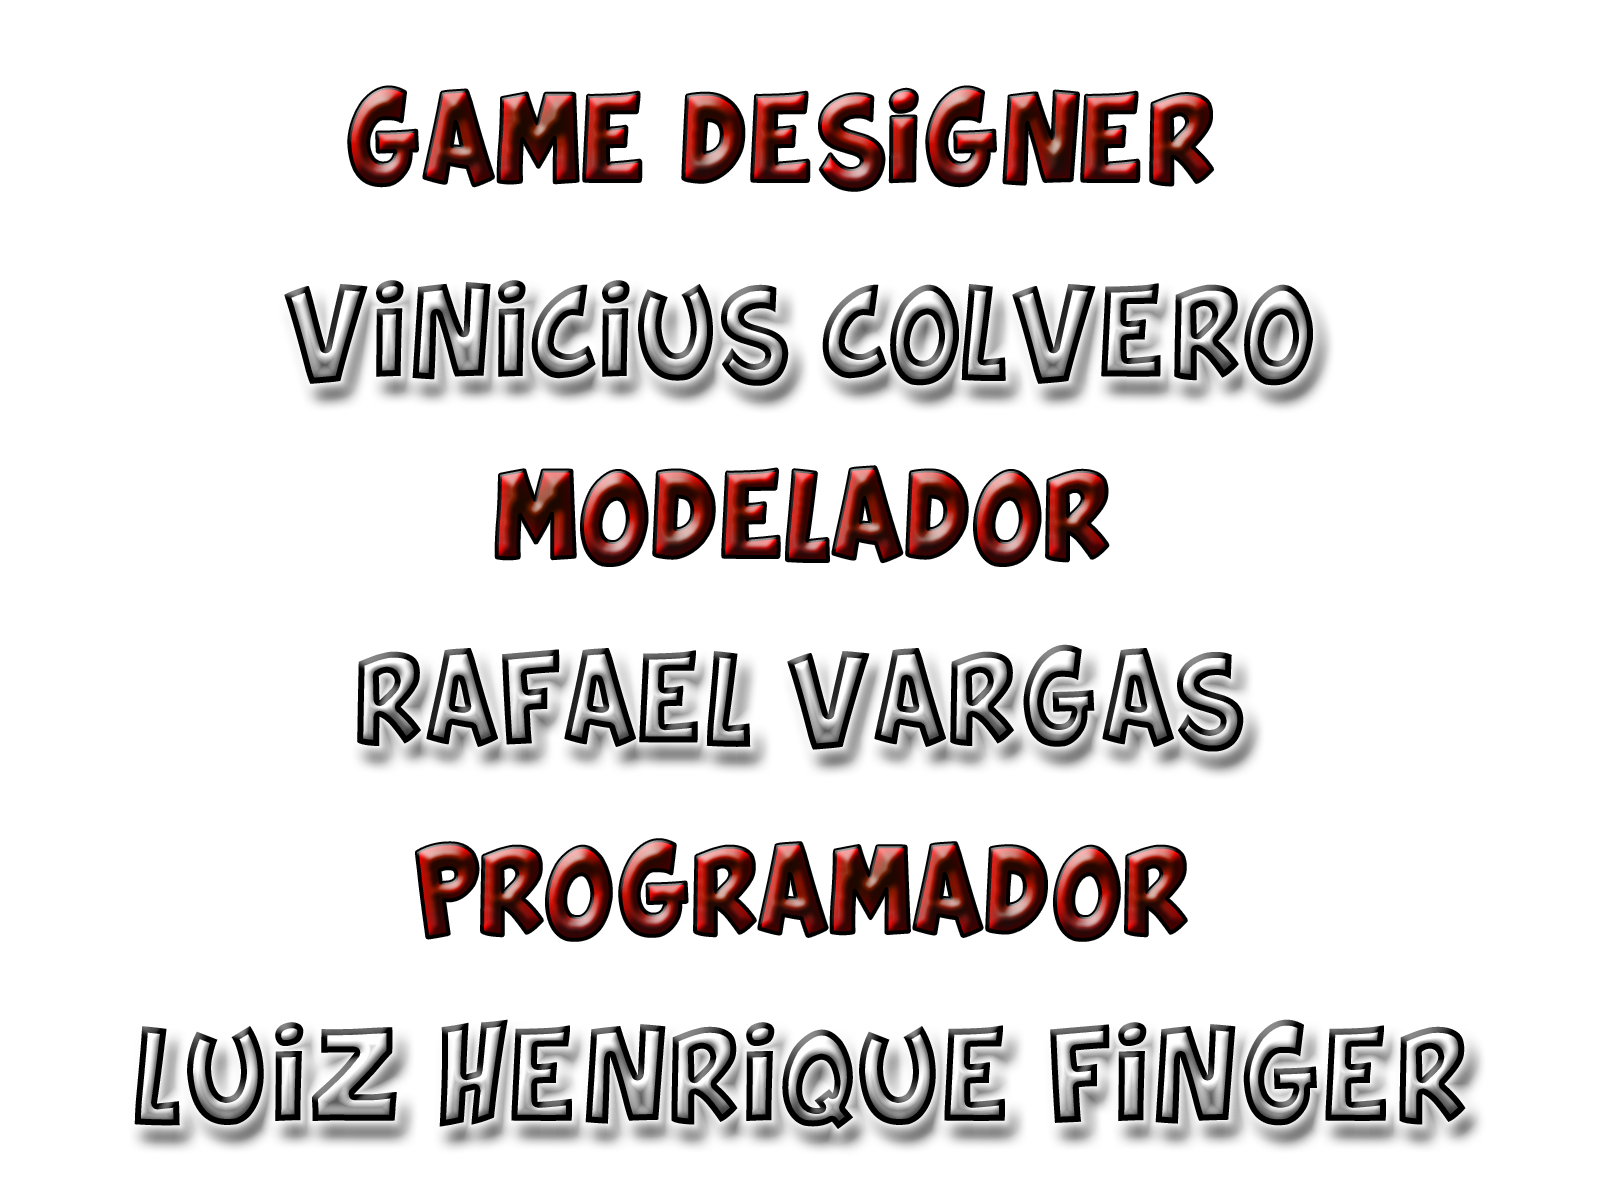 GAME DESiGNER
ViNiCiUS COLVERO
MODELADOR
RAFAEL VARGAS
PROGRAMADOR
LUiZ HENRiQUE FiNGER